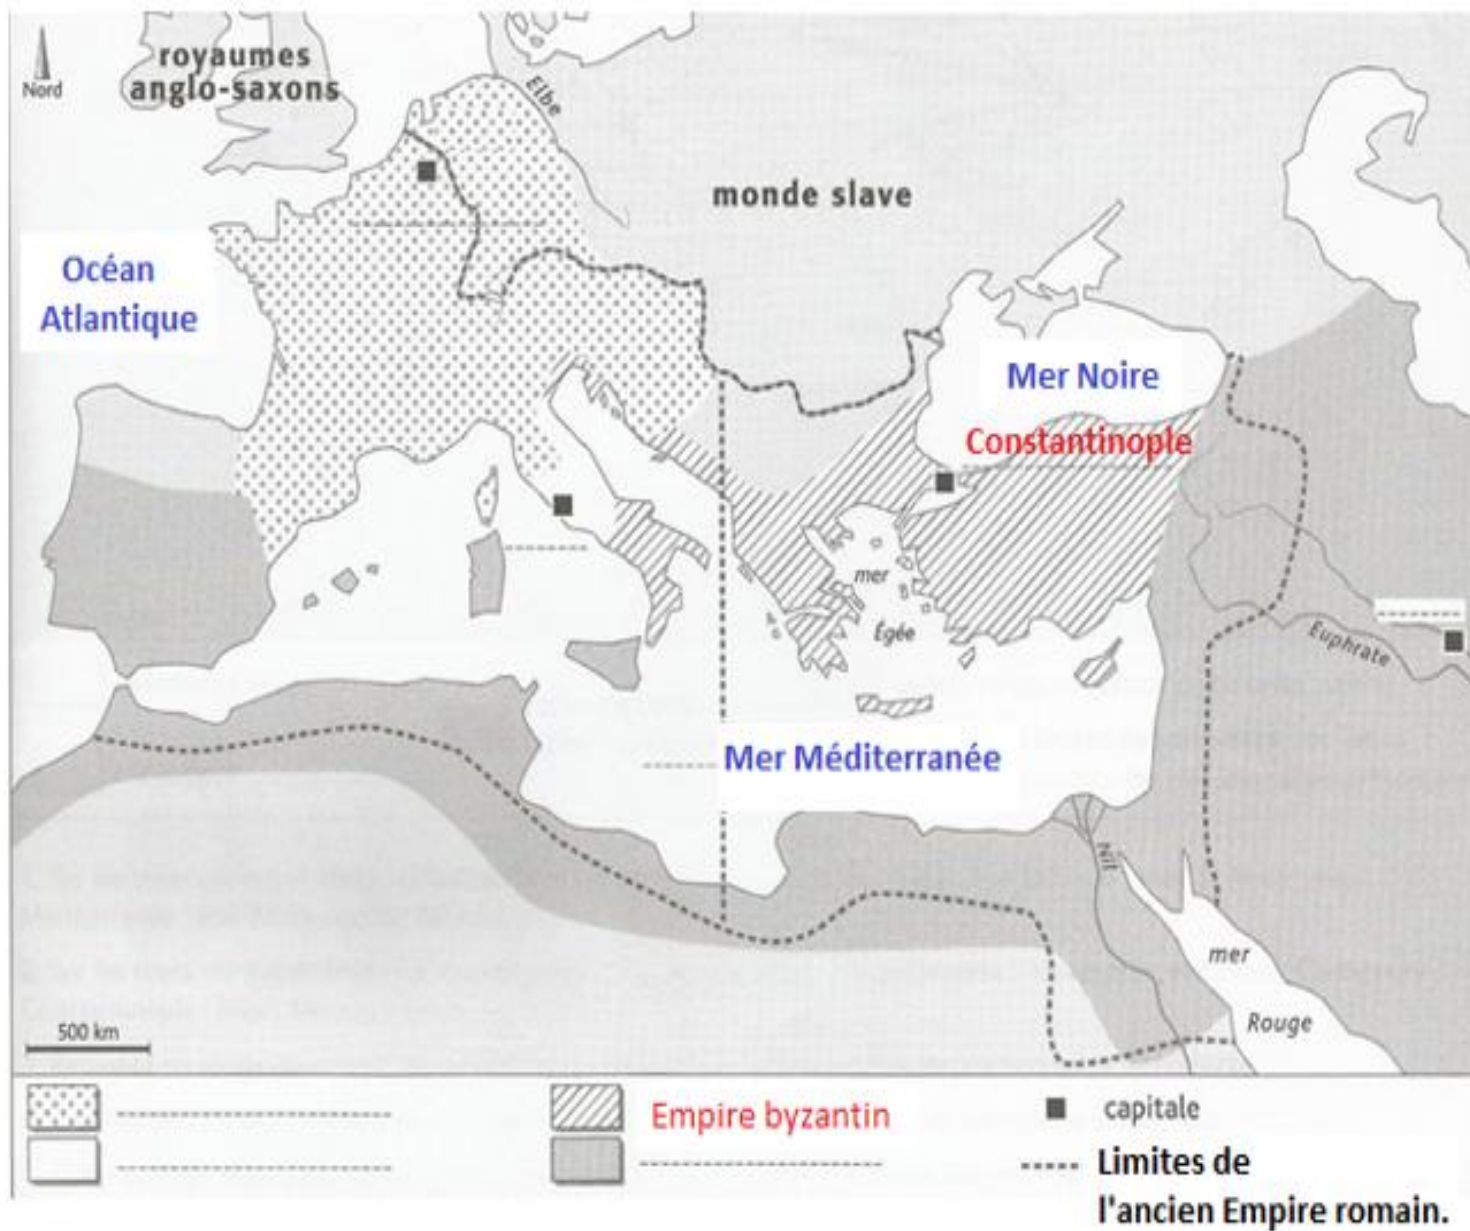 royaumes
anglo-saxons
Nord
Elbe
monde slave
Océan
Atlantique
Mer Noire
Constantinople
mer
Égée
Euphrate
Mer Méditerranée
Nil
mer
Rouge
500 km
Empire byzantin
capitale
Limites de
l'ancien Empire romain.